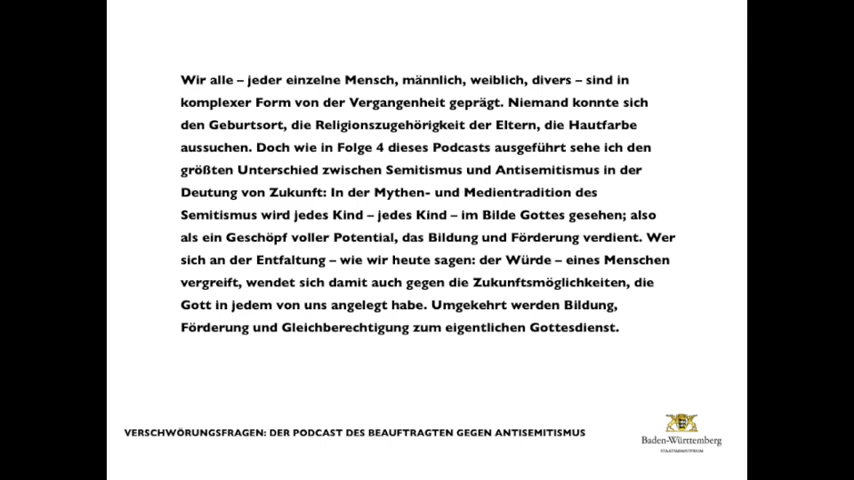 Wir alle – jeder einzelne Mensch, männlich, weiblich, divers – sind in
komplexer Form von der Vergangenheit geprägt. Niemand konnte sich
den Geburtsort, die Religionszugehörigkeit der Eltern, die Hautfarbe
aussuchen. Doch wie in Folge 4 dieses Podcasts ausgeführt sehe ich den
größten Unterschied zwischen Semitismus und Antisemitismus in der
Deutung von Zukunft: In der Mythen- und Medientradition des
Semitismus wird jedes Kind – jedes Kind – im Bilde Gottes gesehen; also
als ein Geschöpf voller Potential, das Bildung und Förderung verdient. Wer
sich an der Entfaltung – wie wir heute sagen: der Würde – eines Menschen
vergreift, wendet sich damit auch gegen die Zukunftsmöglichkeiten, die
Gott in jedem von uns angelegt habe. Umgekehrt werden Bildung,
Förderung und Gleichberechtigung zum eigentlichen Gottesdienst.
VERSCHWÖRUNGSFRAGEN: DER PODCAST DES BEAUFTRAGTEN GEGEN ANTISEMITISMUS
Baden-Württemberg
STAATSMINISTERIUM